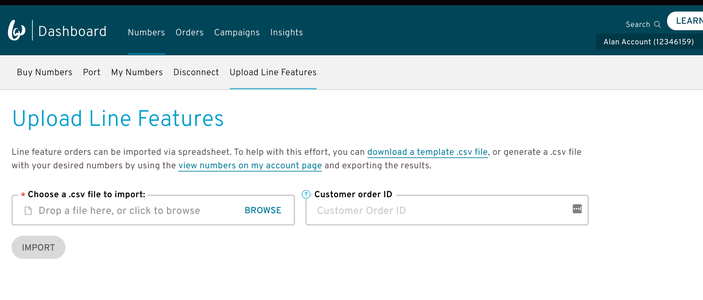 Dashboard
Numbers Orders Campaigns Insights
Search
LEARN
Alan Account (12346159)
Buy Numbers Port My Numbers Disconnect Upload Line Features
Upload Line Features
Line feature orders can be imported via spreadsheet. To help with this effort, you can download a template .csv file, or generate a .csv file
with your desired numbers by using the view numbers on my account page and exporting the results.
* Choose a .csv file to import:
Drop a file here, or click to browse BROWSE
? Customer order ID
Customer Order ID
IMPORT